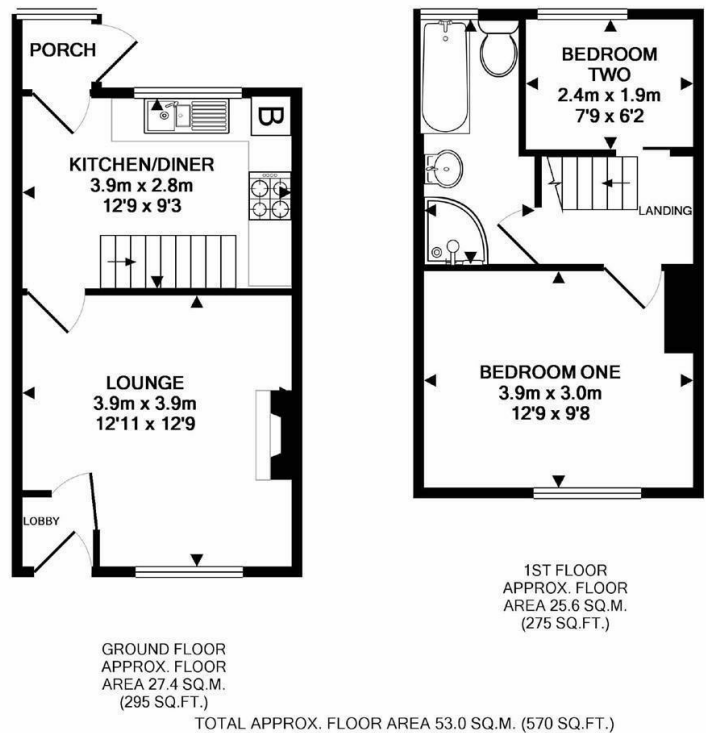 PORCH
B
KITCHEN/DINER
3.9m x 2.8m
12'9 x 9'3
LOUNGE
3.9m x 3.9m
12'11 x 12'9
LOBBY
GROUND FLOOR
APPROX. FLOOR
AREA 27.4 SQ.M.
(295 SQ.FT.)
BEDROOM
TWO
2.4m x 1.9m
7'9 x 6'2
LANDING
BEDROOM ONE
3.9m x 3.0m
12'9 x 9'8
1ST FLOOR
APPROX. FLOOR
AREA 25.6 SQ.M.
(275 SQ.FT.)
TOTAL APPROX. FLOOR AREA 53.0 SQ.M. (570 SQ.FT.)